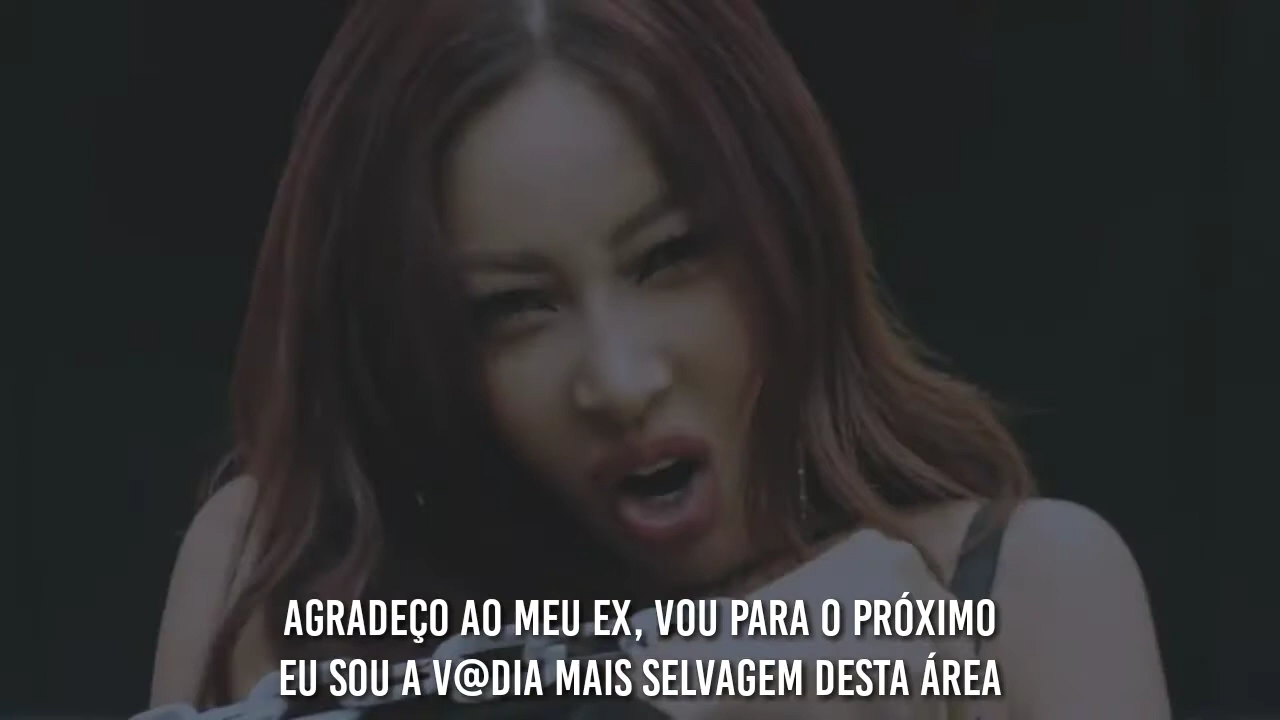 AGRADEÇO AO MEU EX, VOU PARA O PRÓXIMO
EU SOU A V@DIA MAIS SELVAGEM DESTA ÁREA